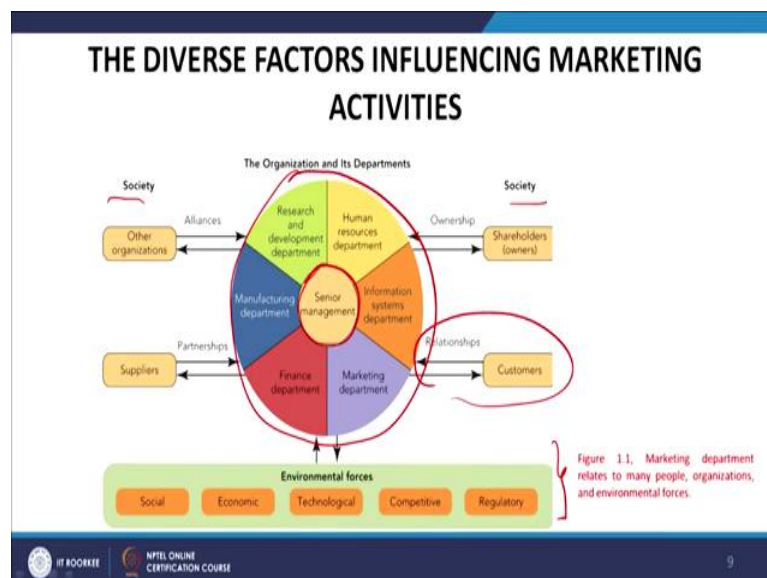 THE DIVERSE FACTORS INFLUENCING MARKETING
ACTIVITIES
The Organization and Its Departments
Society
Society
Alliances
Ownership
Other
organizations
Research
and
development
department
Human
resources
department
Shareholders
(owners)
Manufacturing
department
Senior
management
Information
systems
department
Partnerships
Relationships
Suppliers
Finance
department
Marketing
department
Customers
Environmental forces
Social
Economic
Technological
Competitive
Regulatory
Figure 1.1, Marketing department
relates to many people, organizations,
and environmental forces.
IIT ROORKEE
NPTEL ONLINE
CERTIFICATION COURSE
9